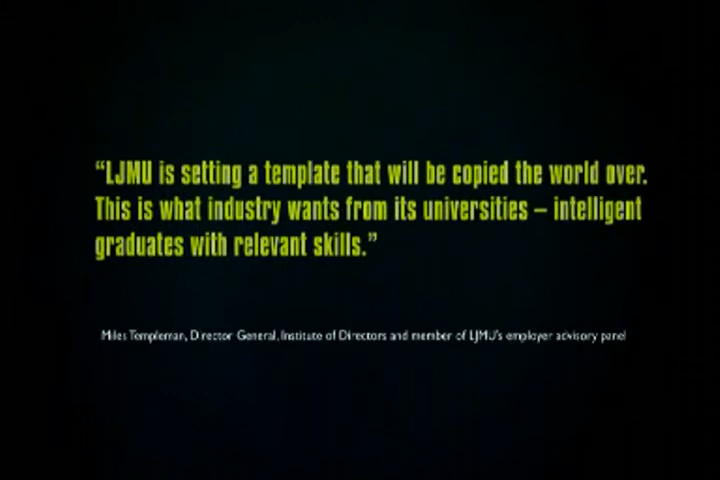 “LJMU is setting a template that will be copied the world over.
This is what industry wants from its universities – intelligent
graduates with relevant skills.”
Miles Templeman, Director General, Institute of Directors and member of LJMU's employer advisory panel